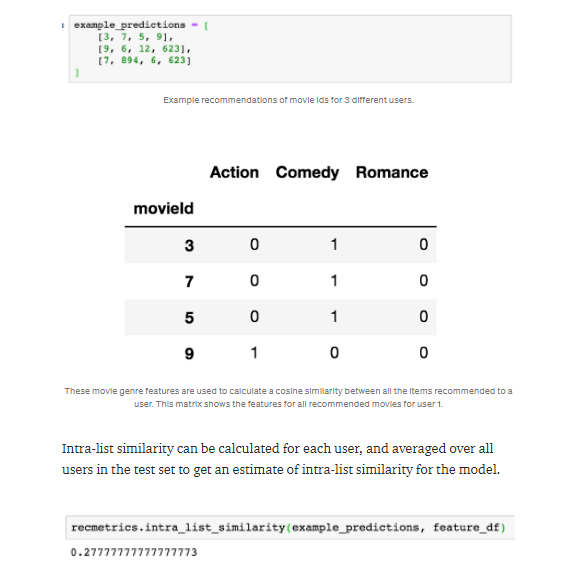 example_predictions = [
[3, 7, 5, 9],
[9, 6, 12, 623],
[7, 894, 6, 623]
]
Example recommendations of movie ids for 3 different users.
Action Comedy Romance
movieId
3 0 1 0
7 0 1 0
5 0 1 0
9 1 0 0
These movie genre features are used to calculate a cosine similarity between all the items recommended to a
user. This matrix shows the features for all recommended movies for user 1.
Intra-list similarity can be calculated for each user, and averaged over all
users in the test set to get an estimate of intra-list similarity for the model.
recmetrics.intra_list_similarity(example_predictions, feature_df)
0.27777777777777773